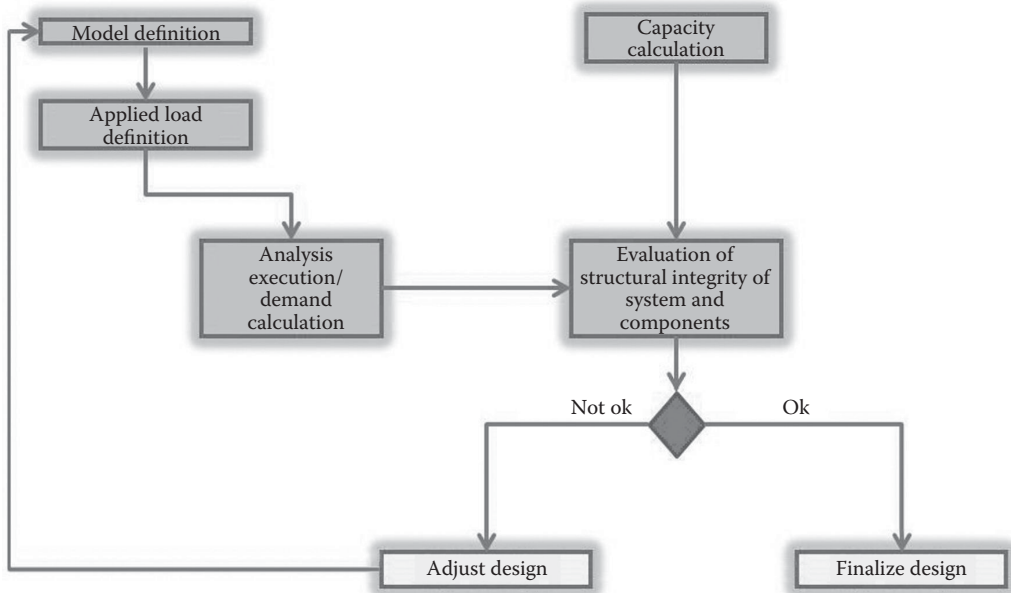 Model definition
Capacity
calculation
Applied load
definition
Analysis
execution/
demand
calculation
Evaluation of
structural integrity of
system and
components
Not ok
Ok
Adjust design
Finalize design